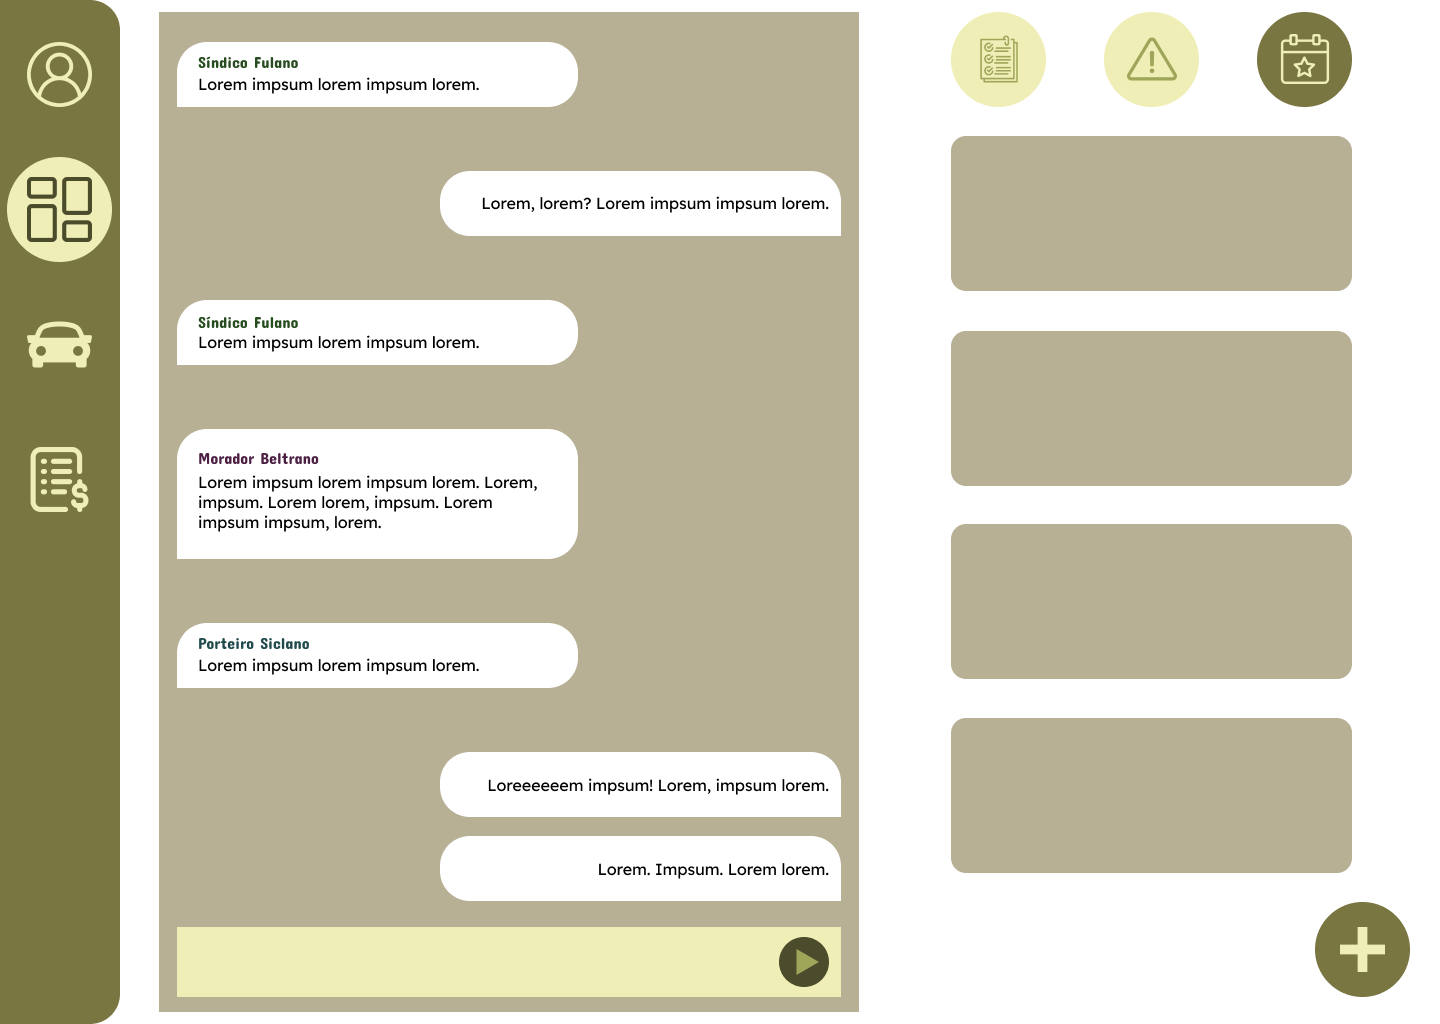 Síndico Fulano
Lorem impsum lorem impsum lorem.
Lorem, lorem? Lorem impsum impsum lorem.
Síndico Fulano
Lorem impsum lorem impsum lorem.
Morador Beltrano
Lorem impsum lorem impsum lorem. Lorem,
impsum. Lorem lorem, impsum. Lorem
impsum impsum, lorem.
Porteiro Siclano
Lorem impsum lorem impsum lorem.
Loreeeeeem impsum! Lorem, impsum lorem.
Lorem. Impsum. Lorem lorem.